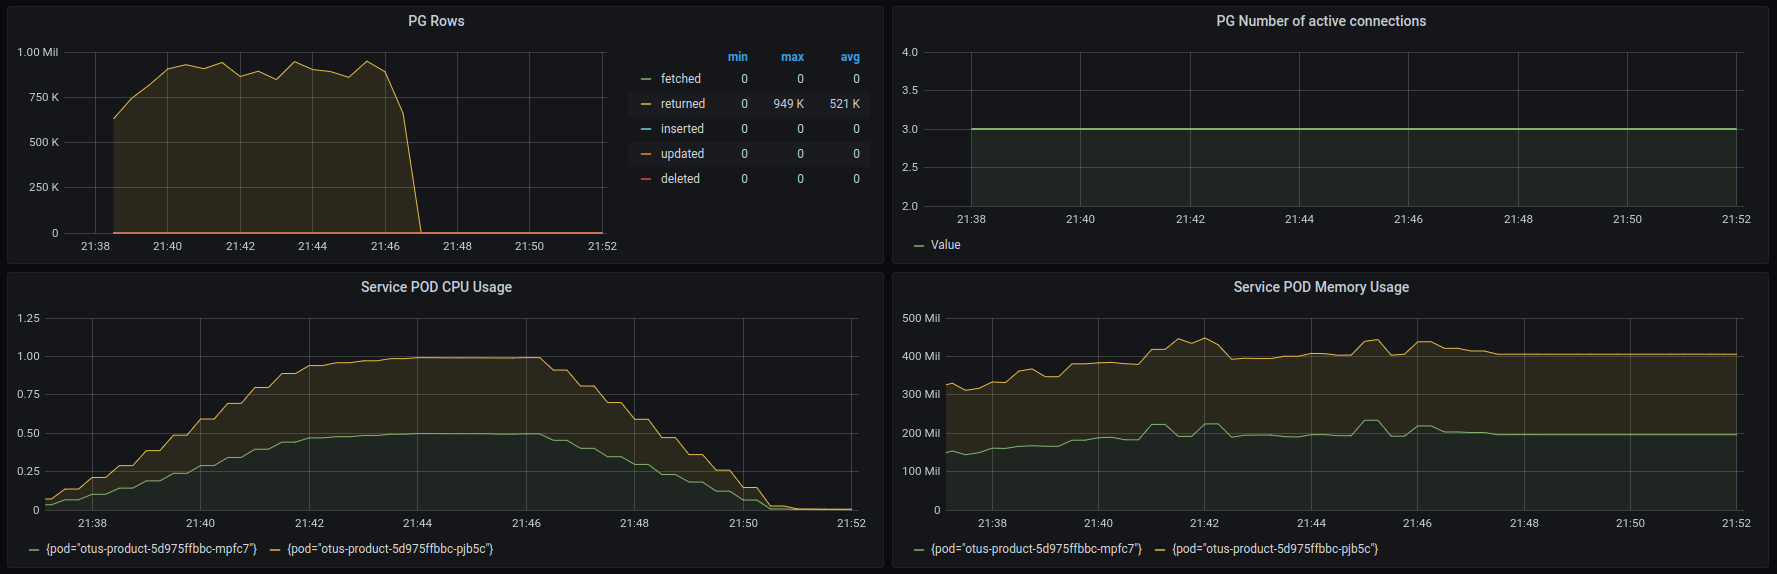 PG Rows
1.00 Mil
750 K
500 K
250 K
0
21:38 21:40 21:42 21:44 21:46 21:48 21:50 21:52
min max avg
fetched 0 0 0
returned 0 949 K 521 K
inserted 0 0 0
updated 0 0 0
deleted 0 0 0
PG Number of active connections
4.0
3.5
3.0
2.5
2.0
21:38 21:40 21:42 21:44 21:46 21:48 21:50 21:52
Value
Service POD CPU Usage
1.25
1.00
0.75
0.50
0.25
0
21:38 21:40 21:42 21:44 21:46 21:48 21:50 21:52
{pod="otus-product-5d975ffbbc-mpfc7"} {pod="otus-product-5d975ffbbc-pjb5c"}
Service POD Memory Usage
500 Mil
400 Mil
300 Mil
200 Mil
100 Mil
0
21:38 21:40 21:42 21:44 21:46 21:48 21:50 21:52
{pod="otus-product-5d975ffbbc-mpfc7"} {pod="otus-product-5d975ffbbc-pjb5c"}